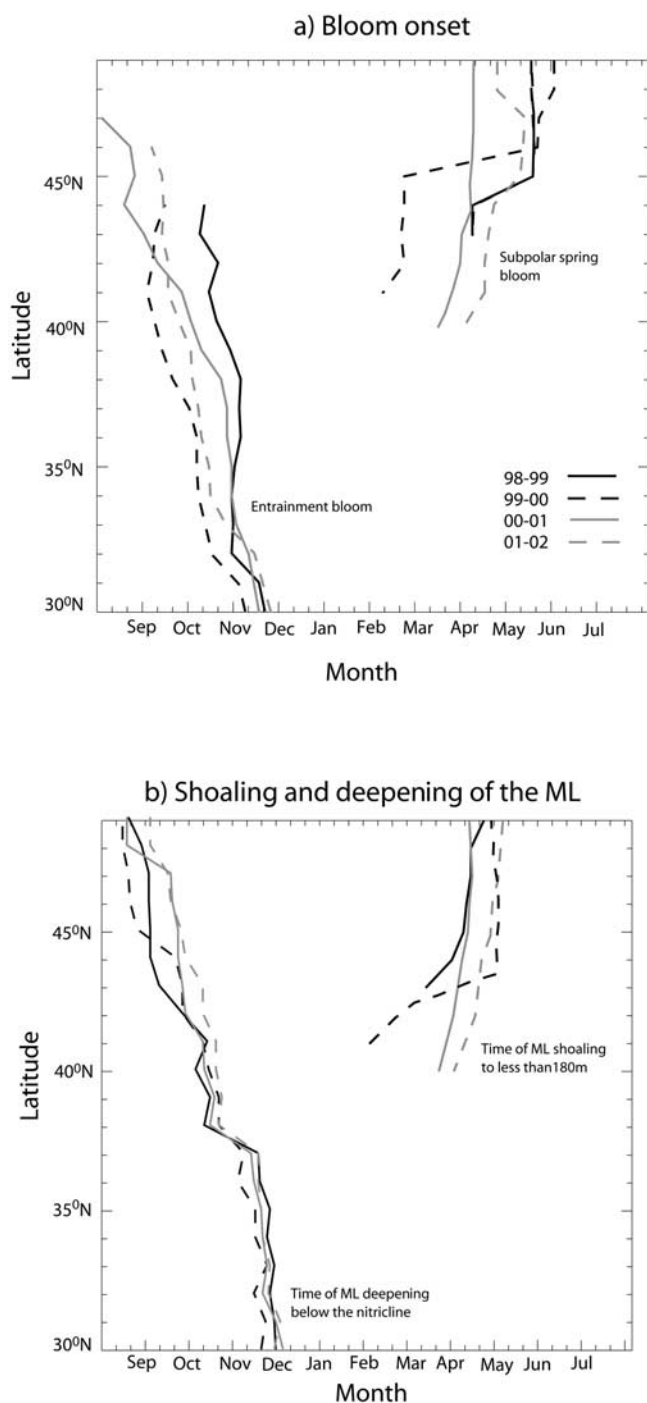 a) Bloom onset
45⁰N
40⁰N
35⁰N
30⁰N
Latitude
Subpolar spring
bloom
Entrainment bloom
98-99
99-00
00-01
01-02
Sep Oct Nov Dec Jan Feb Mar Apr May Jun Jul
Month
b) Shoaling and deepening of the ML
45⁰N
40⁰N
35⁰N
30⁰N
Latitude
Time of ML shoaling
to less than180m
Time of ML deepening
below the nitricline
Sep Oct Nov Dec Jan Feb Mar Apr May Jun Jul
Month